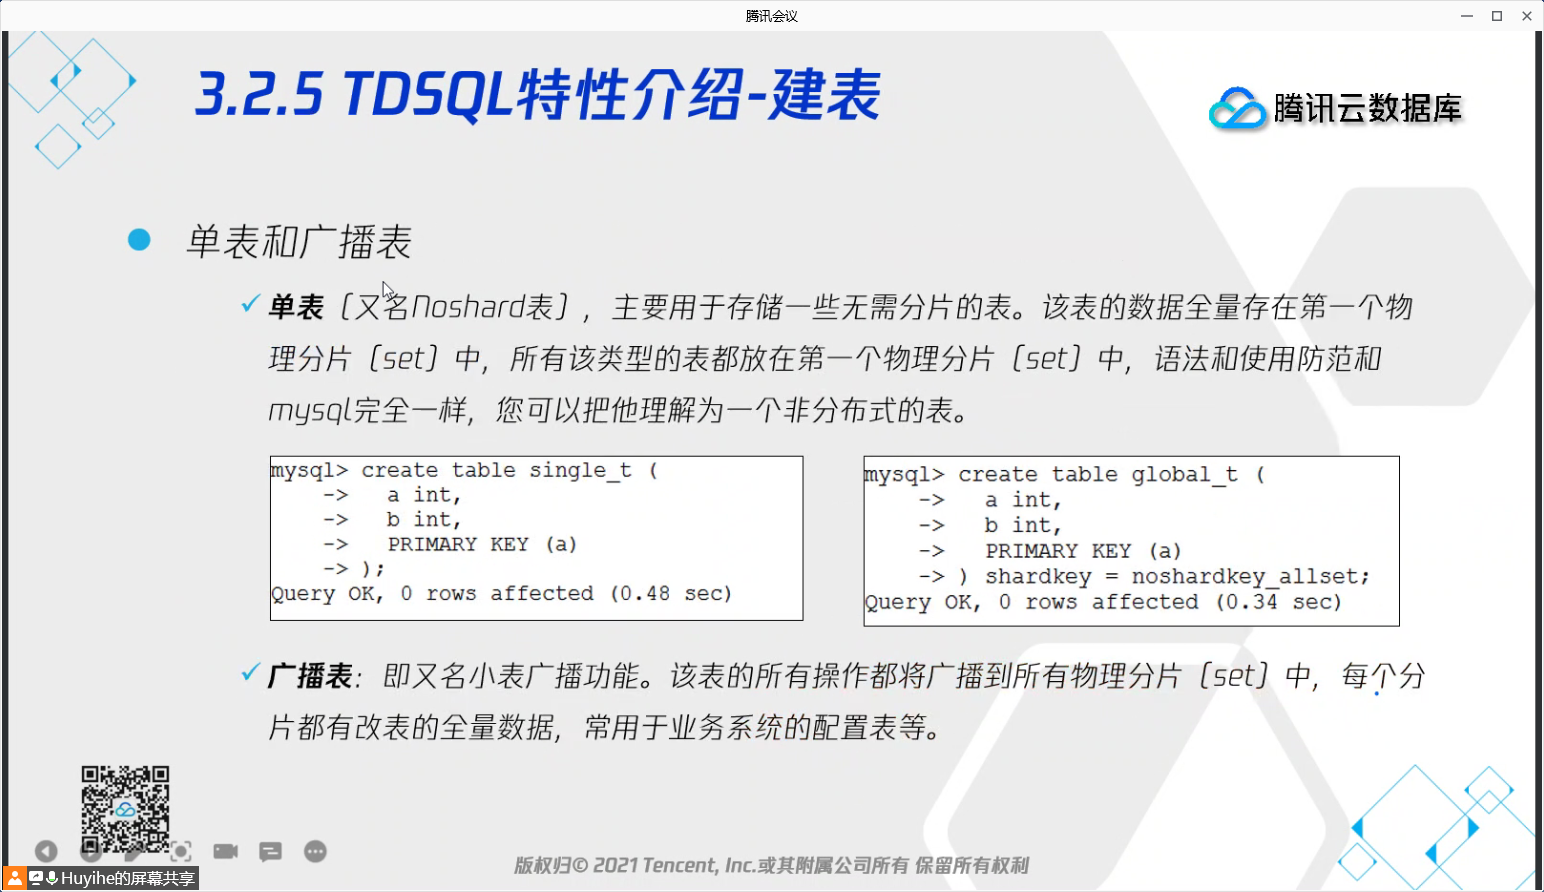 腾讯会议
3.2.5 TDSQL特性介绍-建表
腾讯云数据库
单表和广播表
单表（又名Noshard表），主要用于存储一些无需分片的表。该表的数据全量存在第一个物
理分片（set）中，所有该类型的表都放在第一个物理分片（set）中，语法和使用防范和
mysql完全一样，您可以把他理解为一个非分布式的表。
mysql> create table single_t (
-> a int,
-> b int,
-> PRIMARY KEY (a)
-> );
Query OK, 0 rows affected (0.48 sec)
mysql> create table global_t (
-> a int,
-> b int,
-> PRIMARY KEY (a)
-> ) shardkey = noshardkey_allset;
Query OK, 0 rows affected (0.34 sec)
广播表：即又名小表广播功能。该表的所有操作都将广播到所有物理分片（set）中，每个分
片都有改表的全量数据，常用于业务系统的配置表等。
版权归© 2021 Tencent, Inc.或其附属公司所有 保留所有权利
Huyihe的屏幕共享